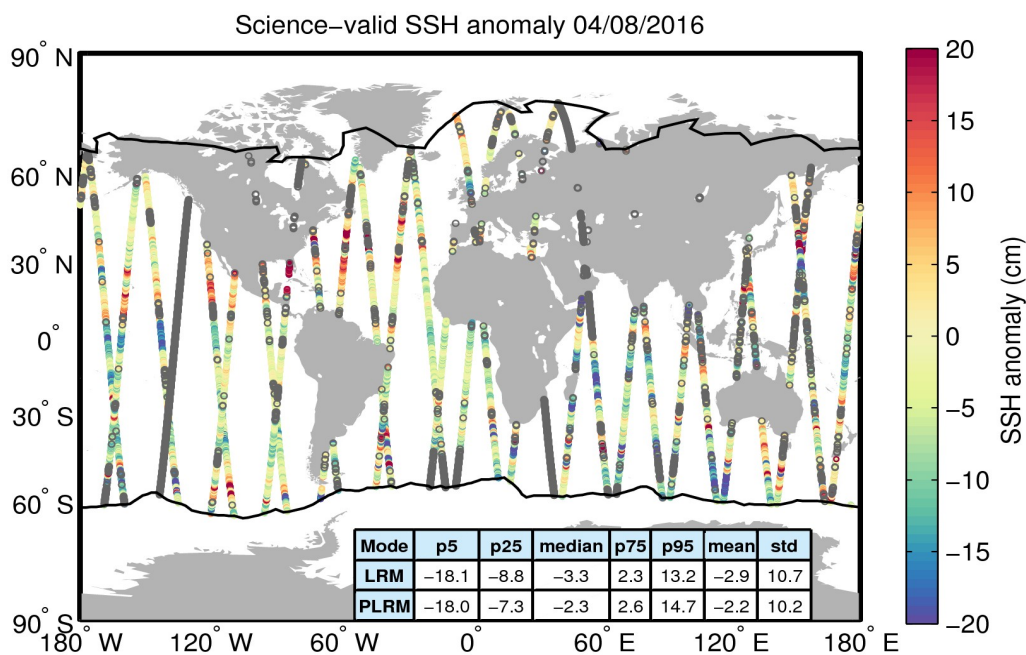 Science−valid SSH anomaly 04/08/2016
90° N
60° N
30° N
0°
30° S
60° S
90° S
180° W
120° W
60° W
0°
60° E
120° E
180° E
Mode p5 p25 median p75 p95 mean std
LRM −18.1 −8.8 −3.3 2.3 13.2 −2.9 10.7
PLRM −18.0 −7.3 −2.3 2.6 14.7 −2.2 10.2
20
15
10
5
0
−5
−10
−15
−20
SSH anomaly (cm)